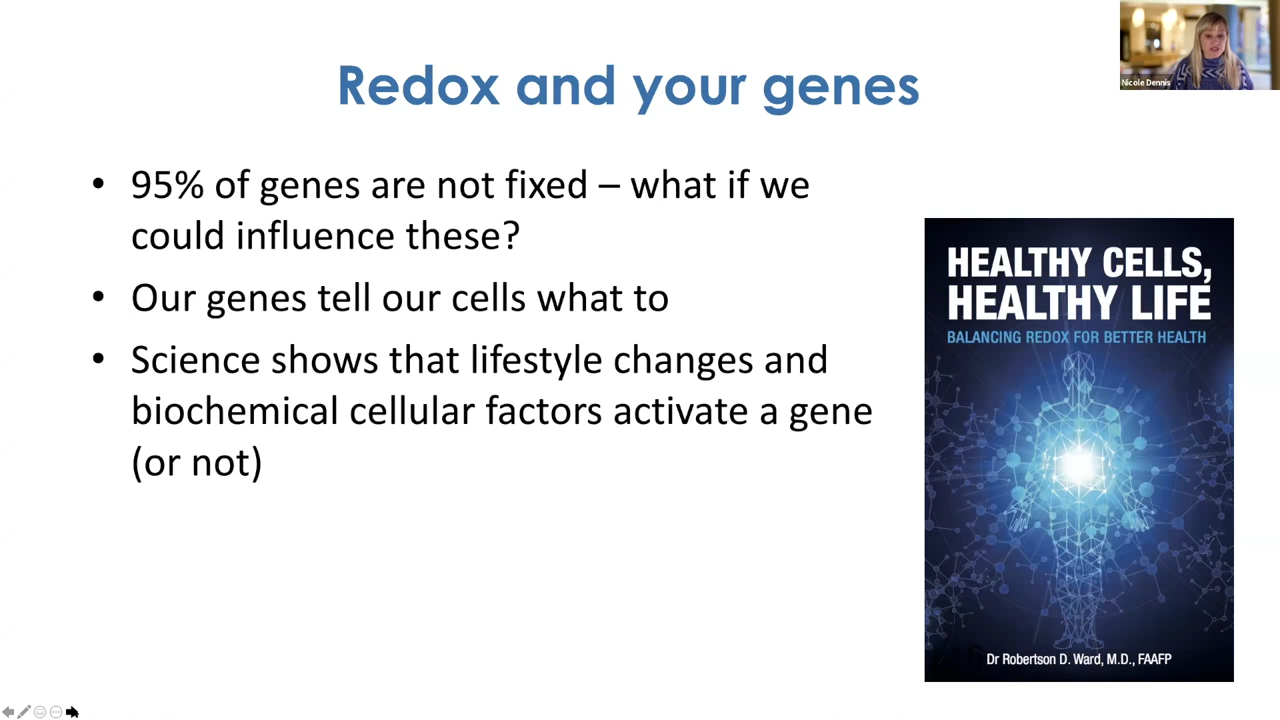 Redox and your genes
Nicole Dennis
• 95% of genes are not fixed – what if we
could influence these?
• Our genes tell our cells what to
• Science shows that lifestyle changes and
biochemical cellular factors activate a gene
(or not)
HEALTHY CELLS,
HEALTHY LIFE
BALANCING REDOX FOR BETTER HEALTH
Dr Robertson D. Ward, M.D., FAAFP